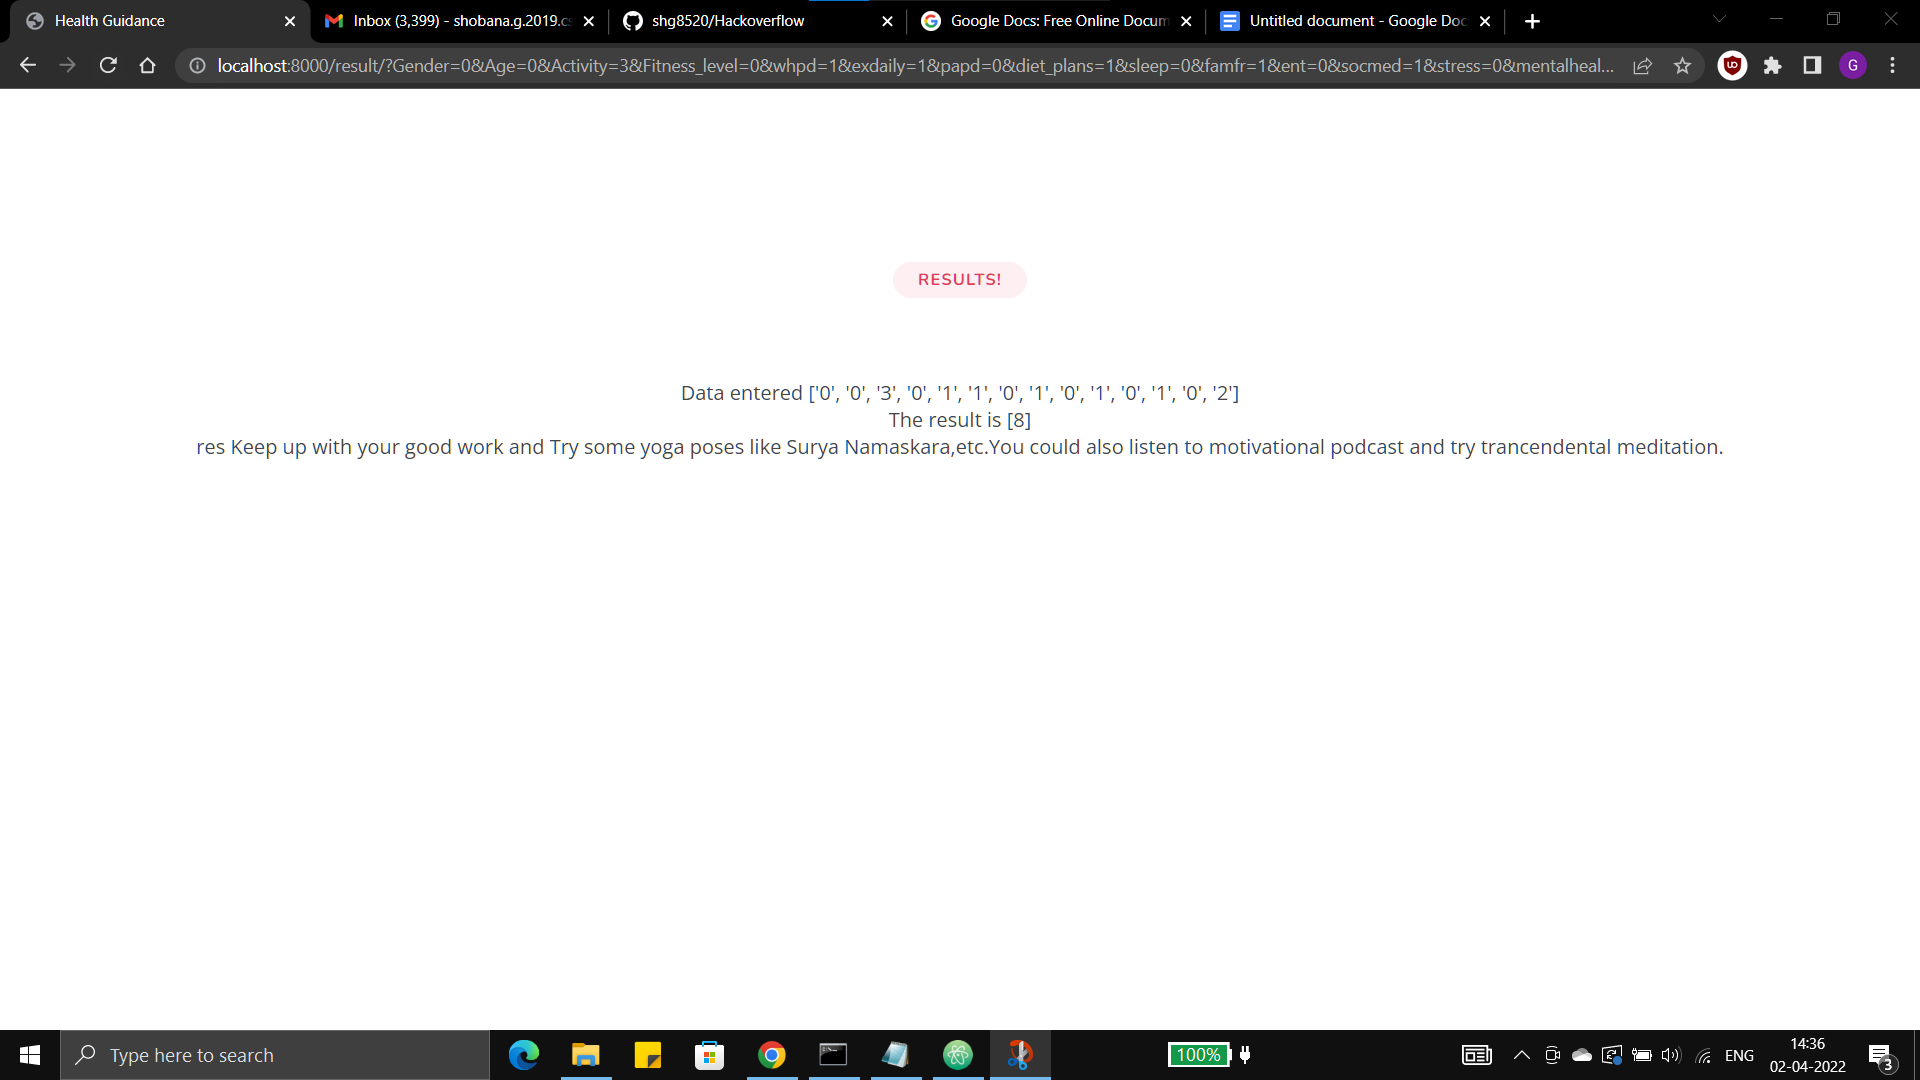 Health Guidance
Inbox (3,399) - shobana.g.2019.cs
shg8520/Hackoverflow
Google Docs: Free Online Docum
Untitled document - Google Doc
localhost:8000/result/?Gender=0&Age=0&Activity=3&Fitness_level=0&whpd=1&exdaily=1&papd=0&diet_plans=1&sleep=0&famfr=1&ent=0&socmed=1&stress=0&mentalheal...
G
RESULTS!
Data entered ['0', '0', '3', '0', '1', '1', '0', '1', '0', '1', '0', '1', '0', '2']
The result is [8]
res Keep up with your good work and Try some yoga poses like Surya Namaskara,etc.You could also listen to motivational podcast and try trancendental meditation.
Type here to search
100%
ENG
14:36
02-04-2022
3